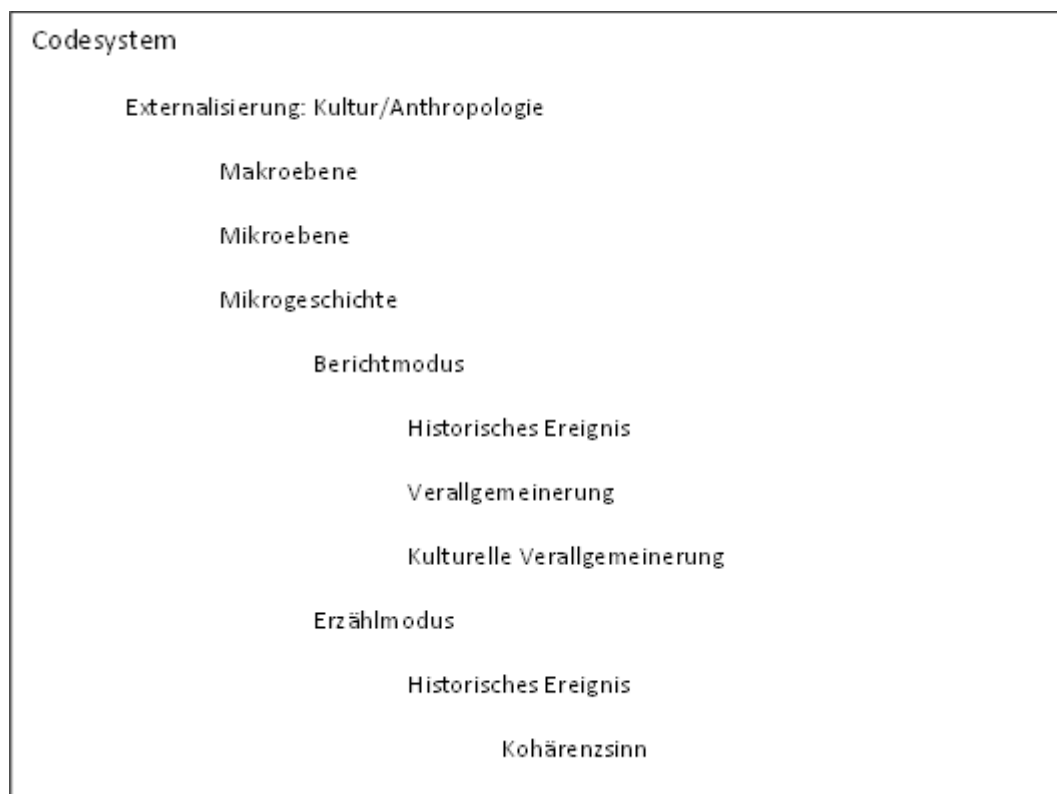 Codesystem
Externalisierung: Kultur/Anthropologie
Makroebene
Mikroebene
Mikrogeschichte
Berichtmodus
Historisches Ereignis
Verallgemeinerung
Kulturelle Verallgemeinerung
Erzählmodus
Historisches Ereignis
Kohärenzsinn